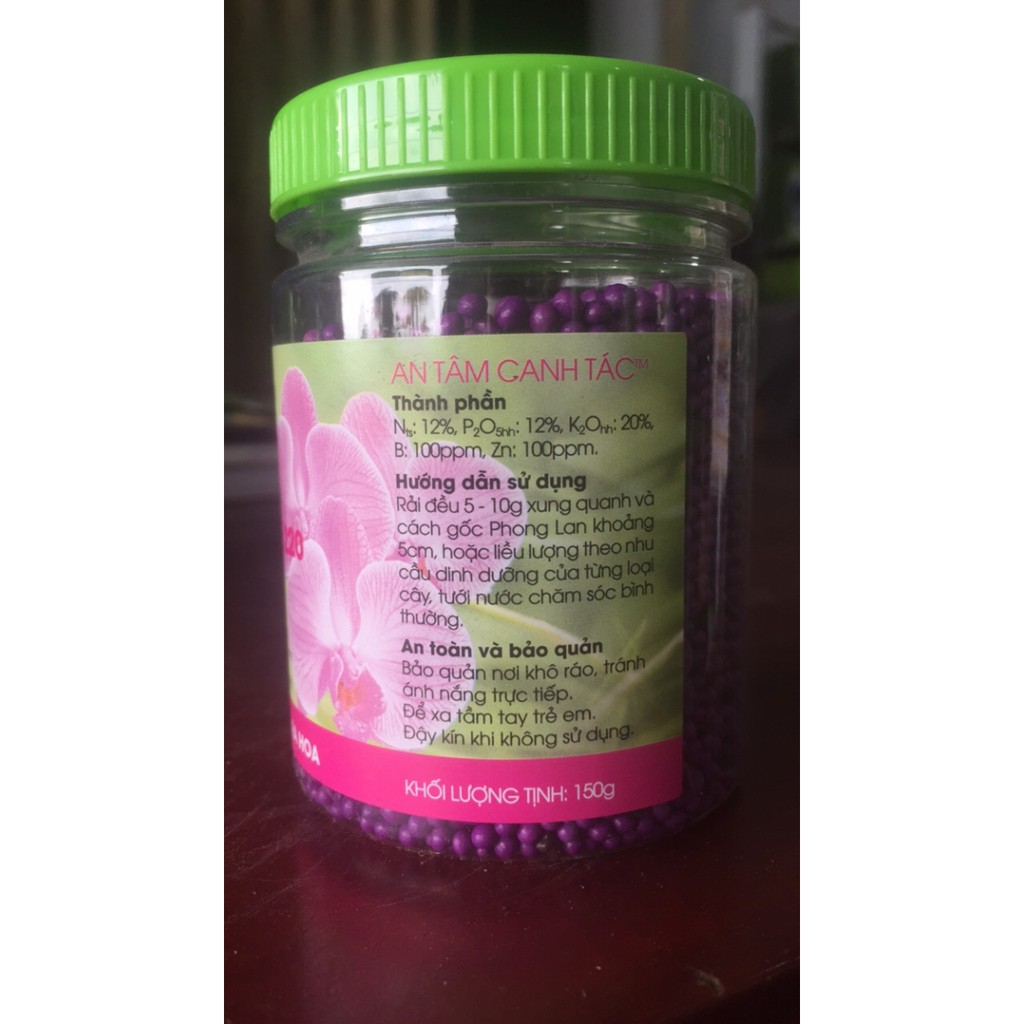 AN TÂM CANH TÁC™
Thành phần
Nts: 12%, P2O5hh: 12%, K2Ohh: 20%,
B: 100ppm, Zn: 100ppm.
Hướng dẫn sử dụng
Rải đều 5 - 10g xung quanh và
cách gốc Phong Lan khoảng
5cm, hoặc liều lượng theo nhu
cầu dinh dưỡng của từng loại
cây, tưới nước chăm sóc bình
thường.
An toàn và bảo quản
Bảo quản nơi khô ráo, tránh
ánh nắng trực tiếp.
Để xa tầm tay trẻ em.
Đậy kín khi không sử dụng.
HOA
KHỐI LƯỢNG TỊNH: 150g